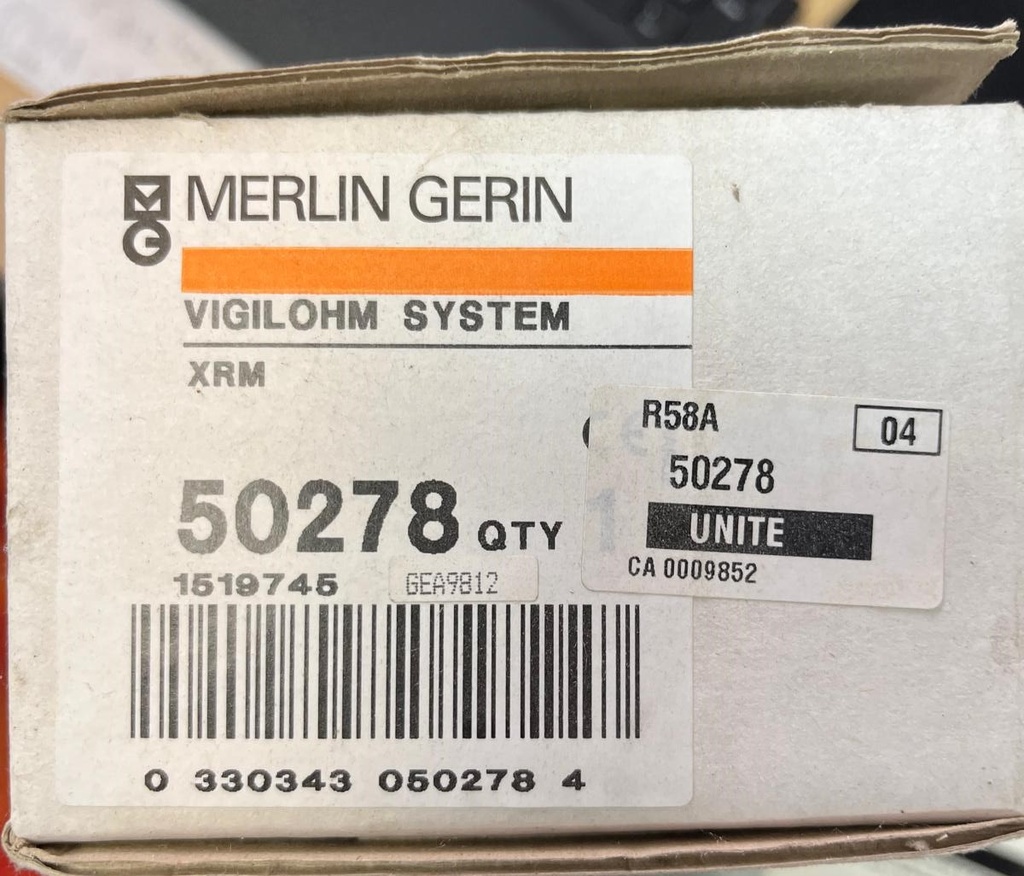 MERLIN GERIN
VIGILOHM SYSTEM
XRM
50278 QTY 1
1519745 GEA9812
0 330343 050278 4
R58A 04
50278
UNITE
CA 0009852